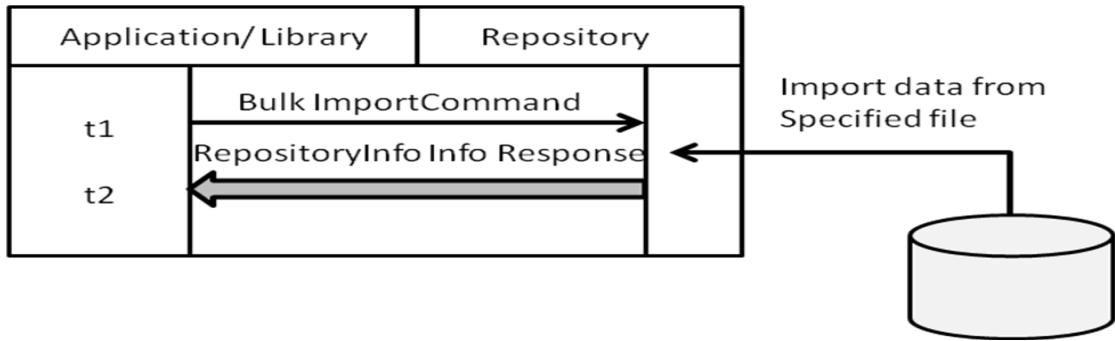 Application/ Library
Repository
t1
Bulk ImportCommand
RepositoryInfo Info Response
t2
Import data from
Specified file